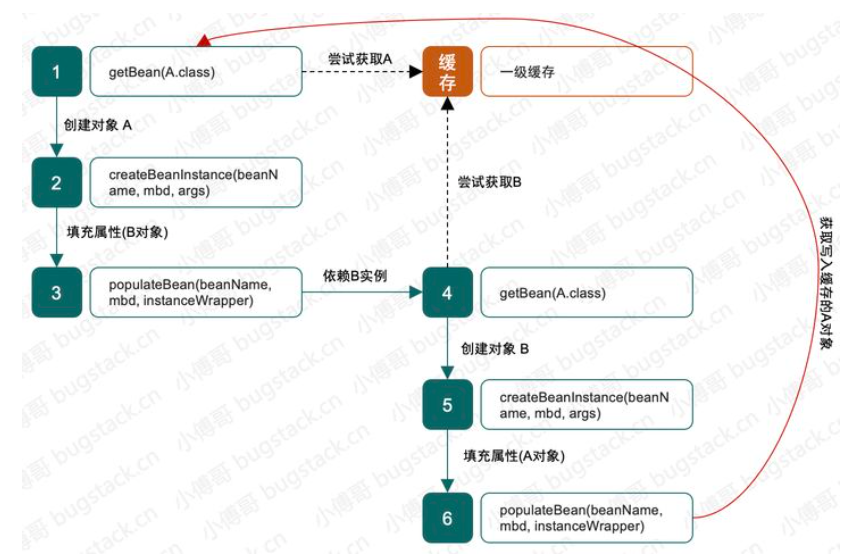 1
getBean(A.class)
尝试获取A
缓
存
一级缓存
创建对象 A
2
createBeanInstance(beanN
ame, mbd, args)
尝试获取B
填充属性(B对象)
3
populateBean(beanName,
mbd, instanceWrapper)
依赖B实例
4
getBean(A.class)
获取写入缓存的A对象
创建对象 B
5
createBeanInstance(beanN
ame, mbd, args)
填充属性(A对象)
6
populateBean(beanName,
mbd, instanceWrapper)
小傅哥 bugstack.cn